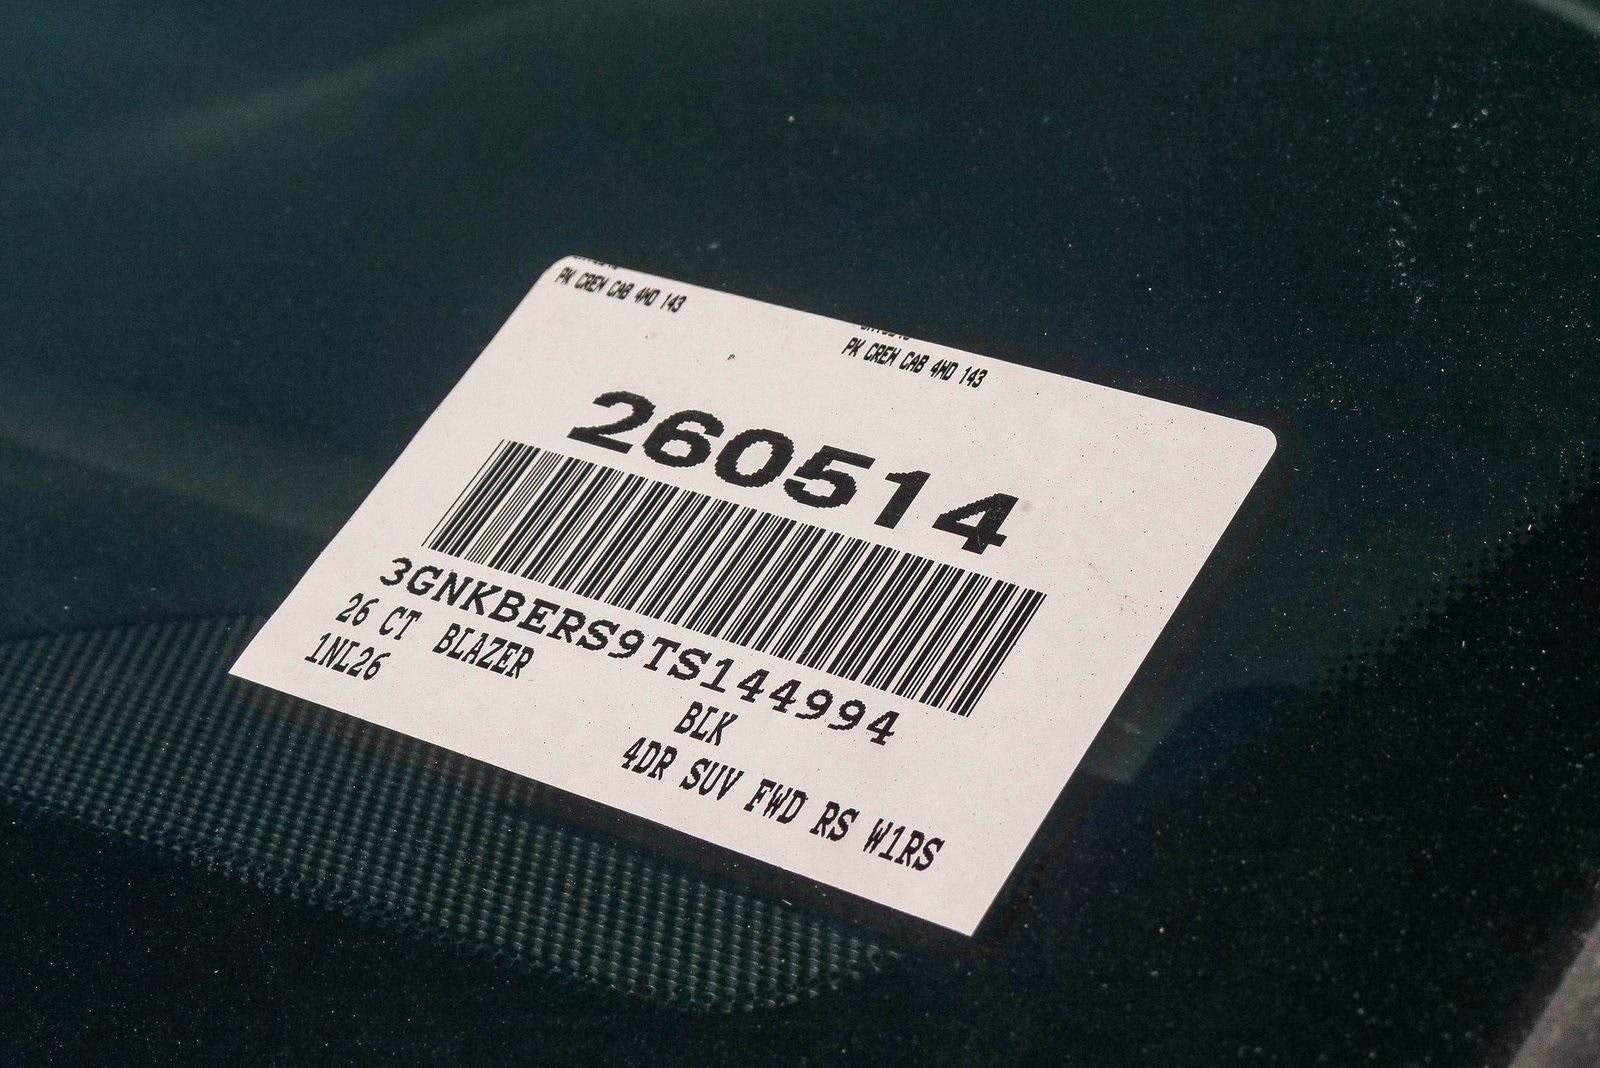 PK CREW CAB 4WD 143
PK CREW CAB 4WD 143
260514
3GNKBERS9TS144994
26 CT BLAZER
BLK
1NL26
4DR SUV FWD RS W1RS